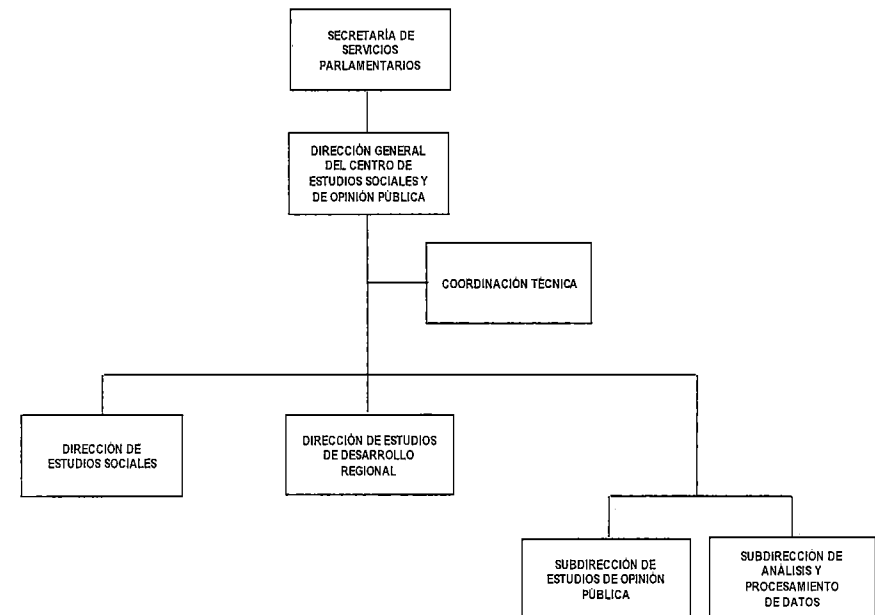 SECRETARÍA DE
SERVICIOS
PARLAMENTARIOS
DIRECCIÓN GENERAL
DEL CENTRO DE
ESTUDIOS SOCIALES Y
DE OPINIÓN PÚBLICA
COORDINACIÓN TÉCNICA
DIRECCIÓN DE
ESTUDIOS SOCIALES
DIRECCIÓN DE ESTUDIOS
DE DESARROLLO
REGIONAL
SUBDIRECCIÓN DE
ESTUDIOS DE OPINIÓN
PÚBLICA
SUBDIRECCIÓN DE
ANÁLISIS Y
PROCESAMIENTO
DE DATOS